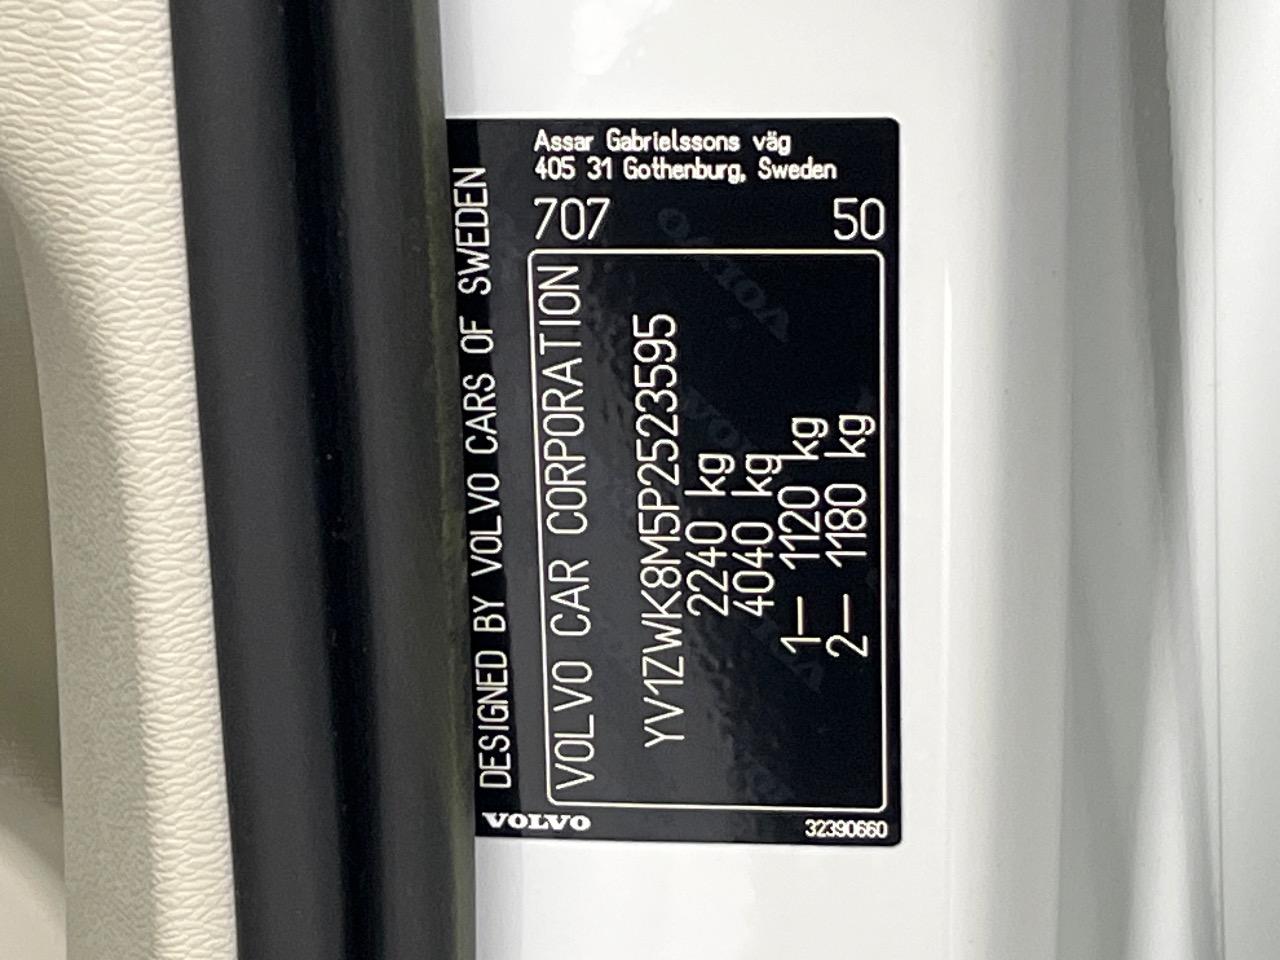 Assar Gabrielssons väg
405 31 Gothenburg, Sweden
707 50
DESIGNED BY VOLVO CARS OF SWEDEN
VOLVO CAR CORPORATION
YV1ZWK8M5P2523595
2240 kg
4040 kg
1– 1120 kg
2– 1180 kg
VOLVO
32390660